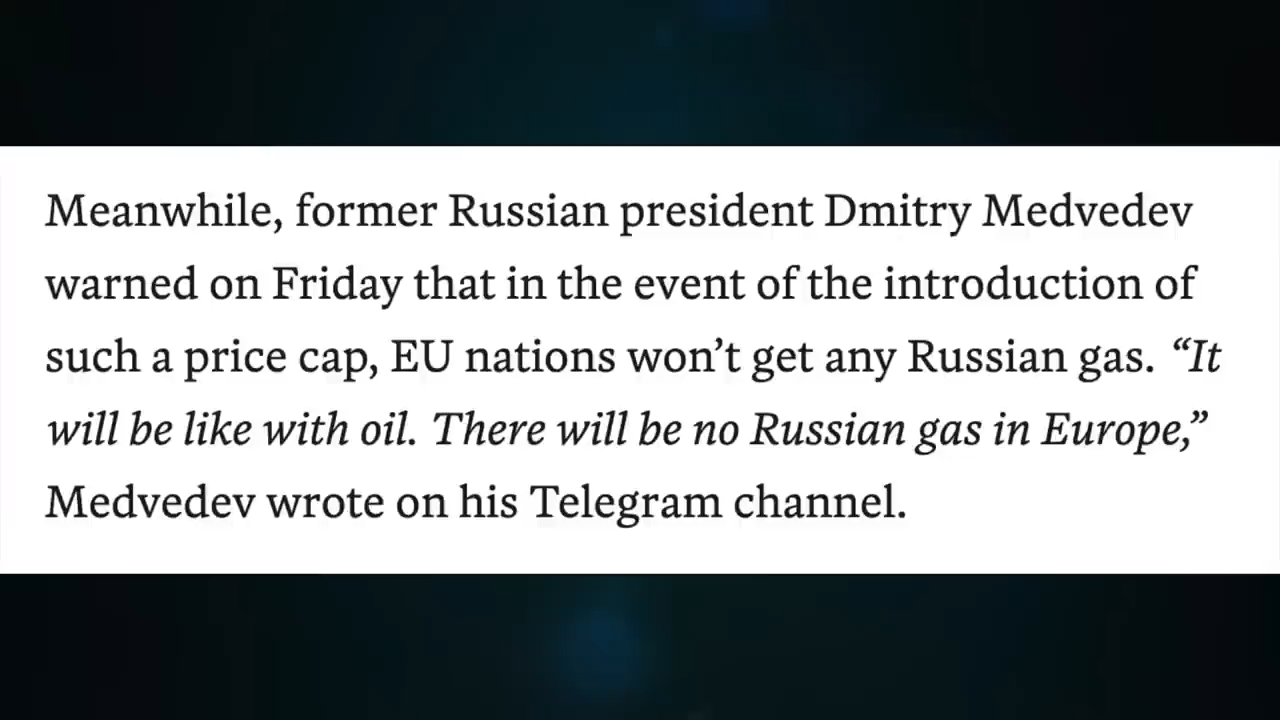 Meanwhile, former Russian president Dmitry Medvedev
warned on Friday that in the event of the introduction of
such a price cap, EU nations won’t get any Russian gas. “It
will be like with oil. There will be no Russian gas in Europe,”
Medvedev wrote on his Telegram channel.